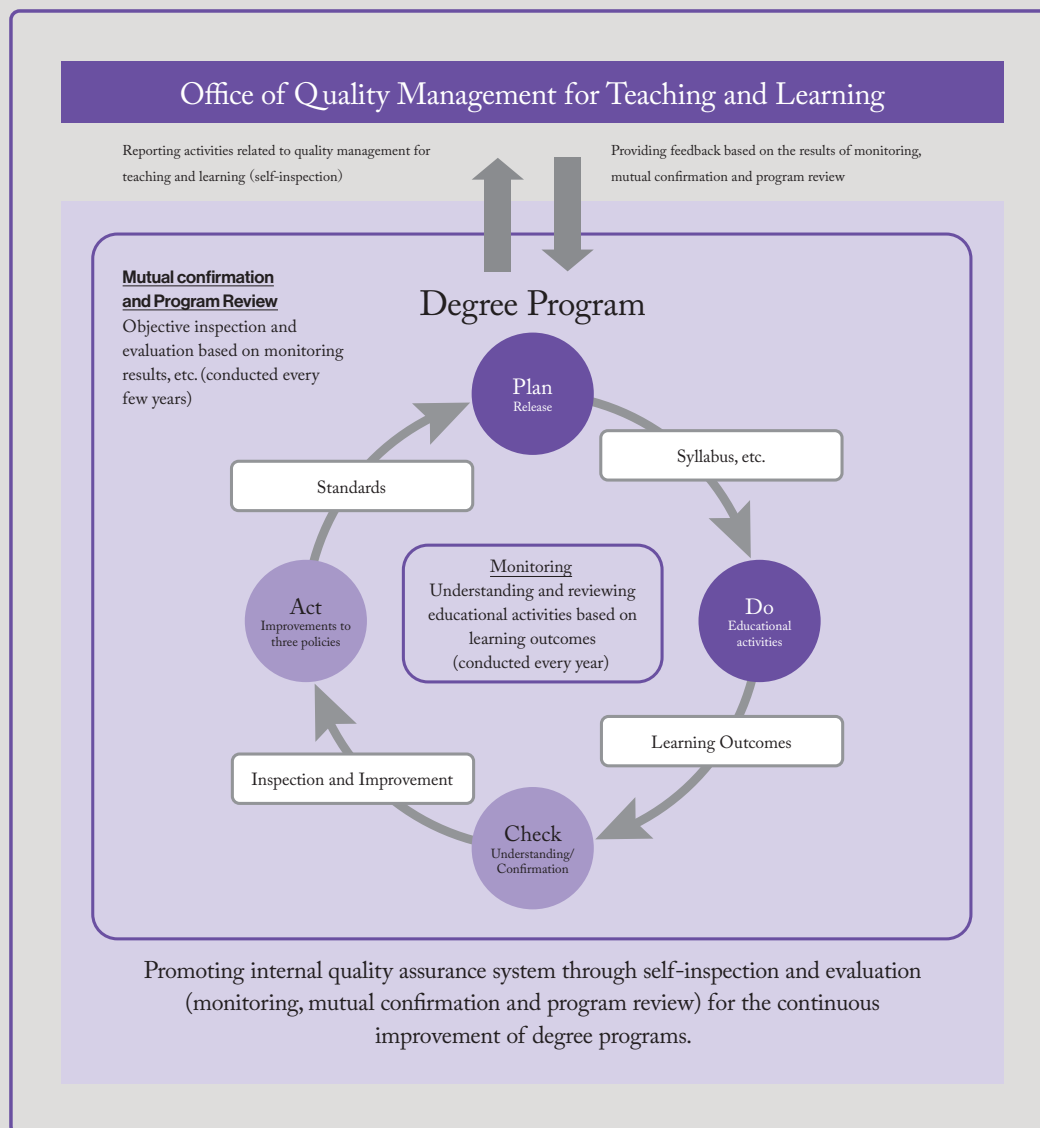 Office of Quality Management for Teaching and Learning
Reporting activities related to quality management for
teaching and learning (self-inspection)
Providing feedback based on the results of monitoring,
mutual confirmation and program review
Mutual confirmation
and Program Review
Objective inspection and
evaluation based on monitoring
results, etc. (conducted every
few years)
Degree Program
Plan
Release
Syllabus, etc.
Standards
Monitoring
Understanding and reviewing
educational activities based on
learning outcomes
(conducted every year)
Act
Improvements to
three policies
Do
Educational
activities
Learning Outcomes
Inspection and Improvement
Check
Understanding/
Confirmation
Promoting internal quality assurance system through self-inspection and evaluation
(monitoring, mutual confirmation and program review) for the continuous
improvement of degree programs.